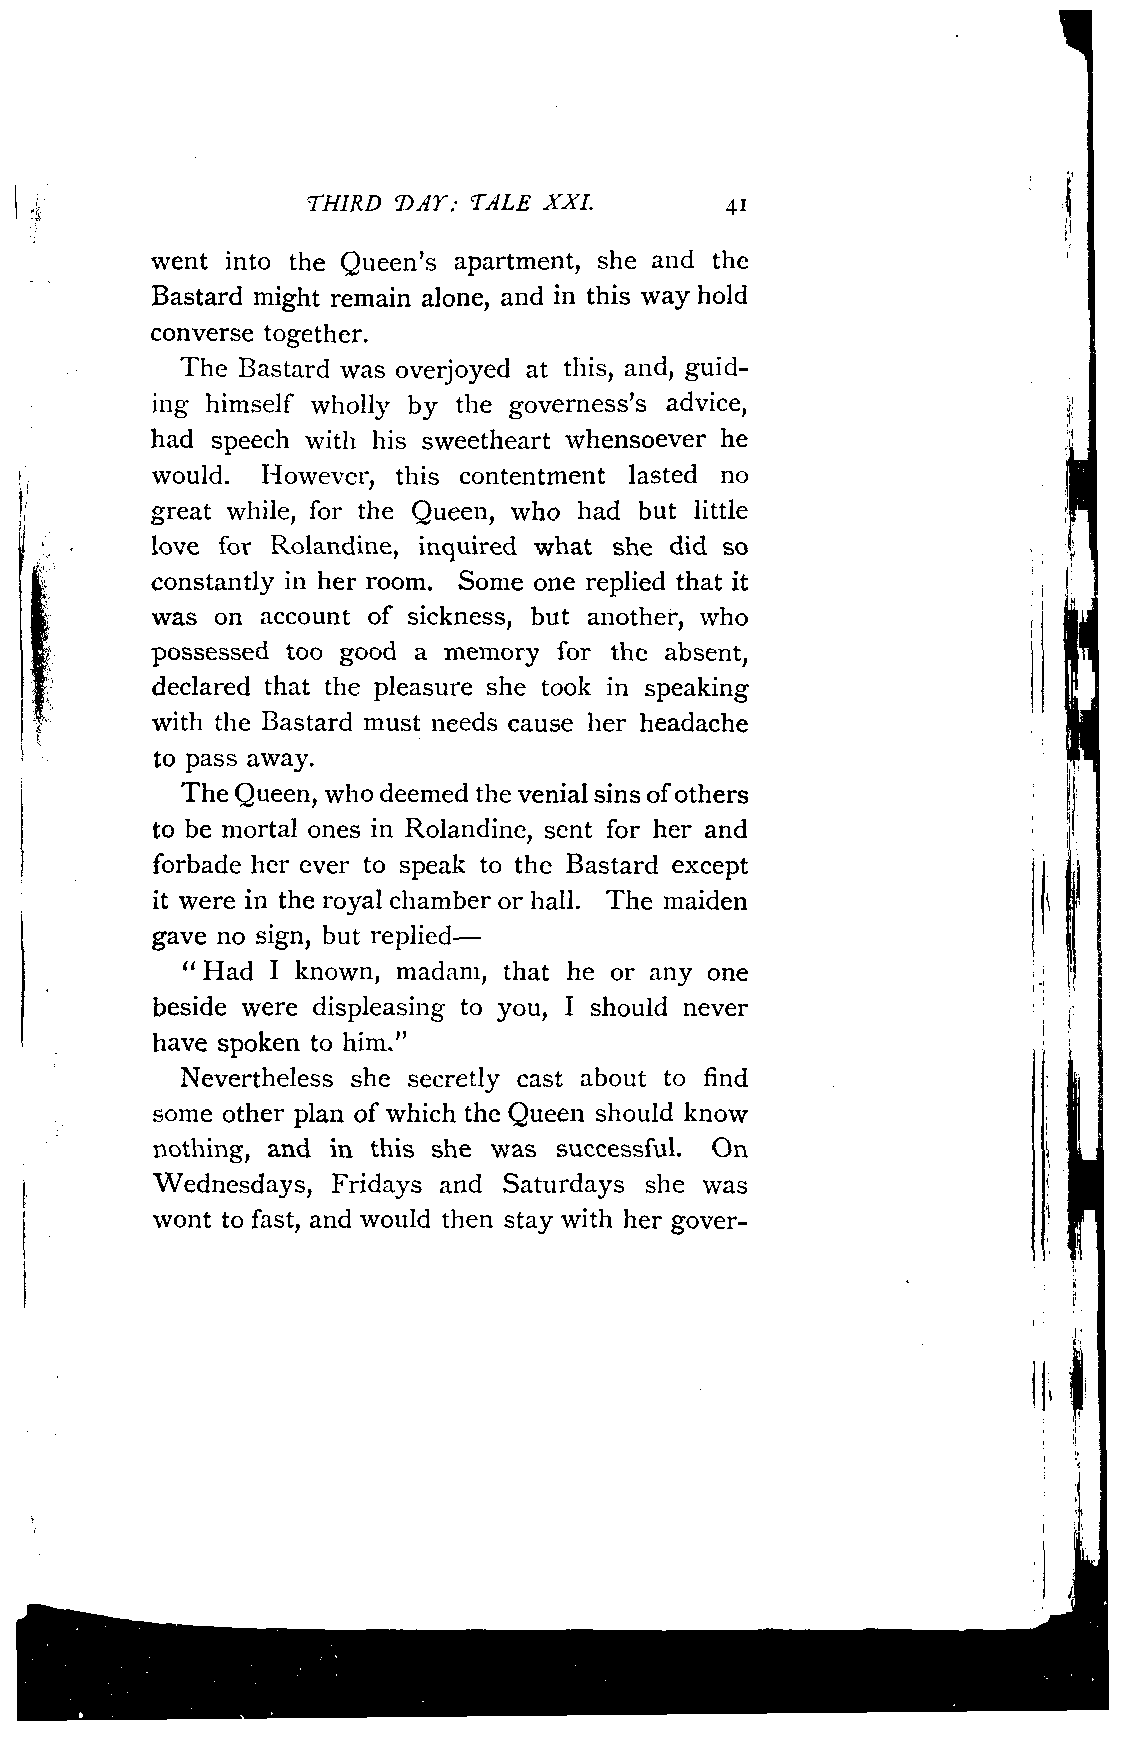 THIRD DAY: TALE XXI. 41
went into the Queen's apartment, she and the
Bastard might remain alone, and in this way hold
converse together.
The Bastard was overjoyed at this, and, guid-
ing himself wholly by the governess's advice,
had speech with his sweetheart whensoever he
would. However, this contentment lasted no
great while, for the Queen, who had but little
love for Rolandine, inquired what she did so
constantly in her room. Some one replied that it
was on account of sickness, but another, who
possessed too good a memory for the absent,
declared that the pleasure she took in speaking
with the Bastard must needs cause her headache
to pass away.
The Queen, who deemed the venial sins of others
to be mortal ones in Rolandine, sent for her and
forbade her ever to speak to the Bastard except
it were in the royal chamber or hall. The maiden
gave no sign, but replied—
"Had I known, madam, that he or any one
beside were displeasing to you, I should never
have spoken to him."
Nevertheless she secretly cast about to find
some other plan of which the Queen should know
nothing, and in this she was successful. On
Wednesdays, Fridays and Saturdays she was
wont to fast, and would then stay with her gover-